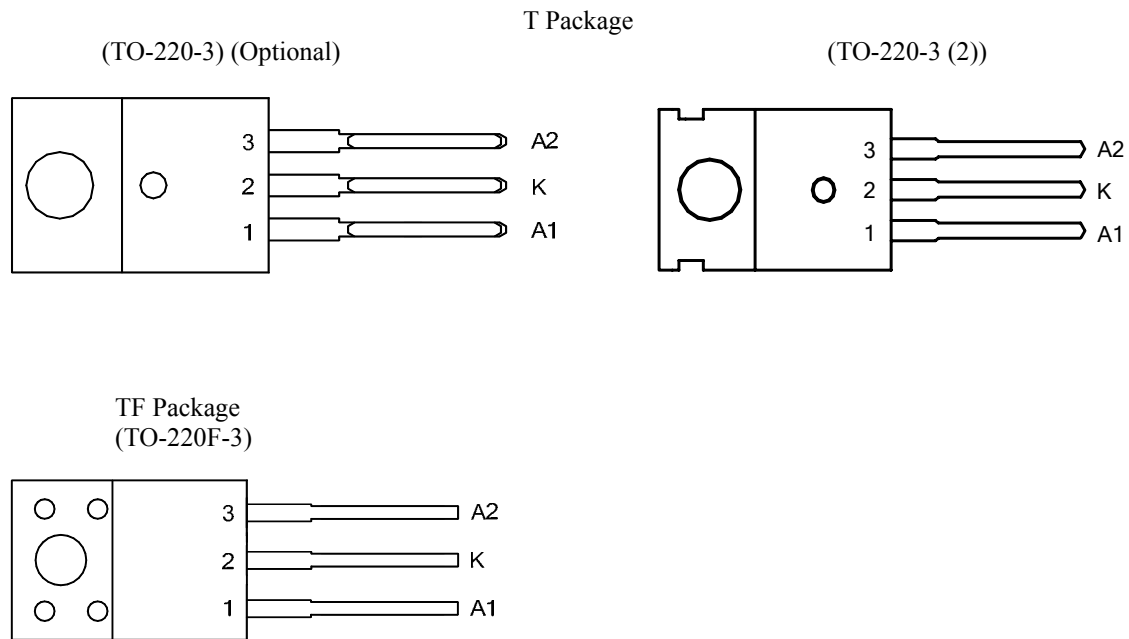 T Package
(TO-220-3) (Optional)
(TO-220-3 (2))
3 A2
2 K
1 A1
3 A2
2 K
1 A1
TF Package
(TO-220F-3)
3 A2
2 K
1 A1